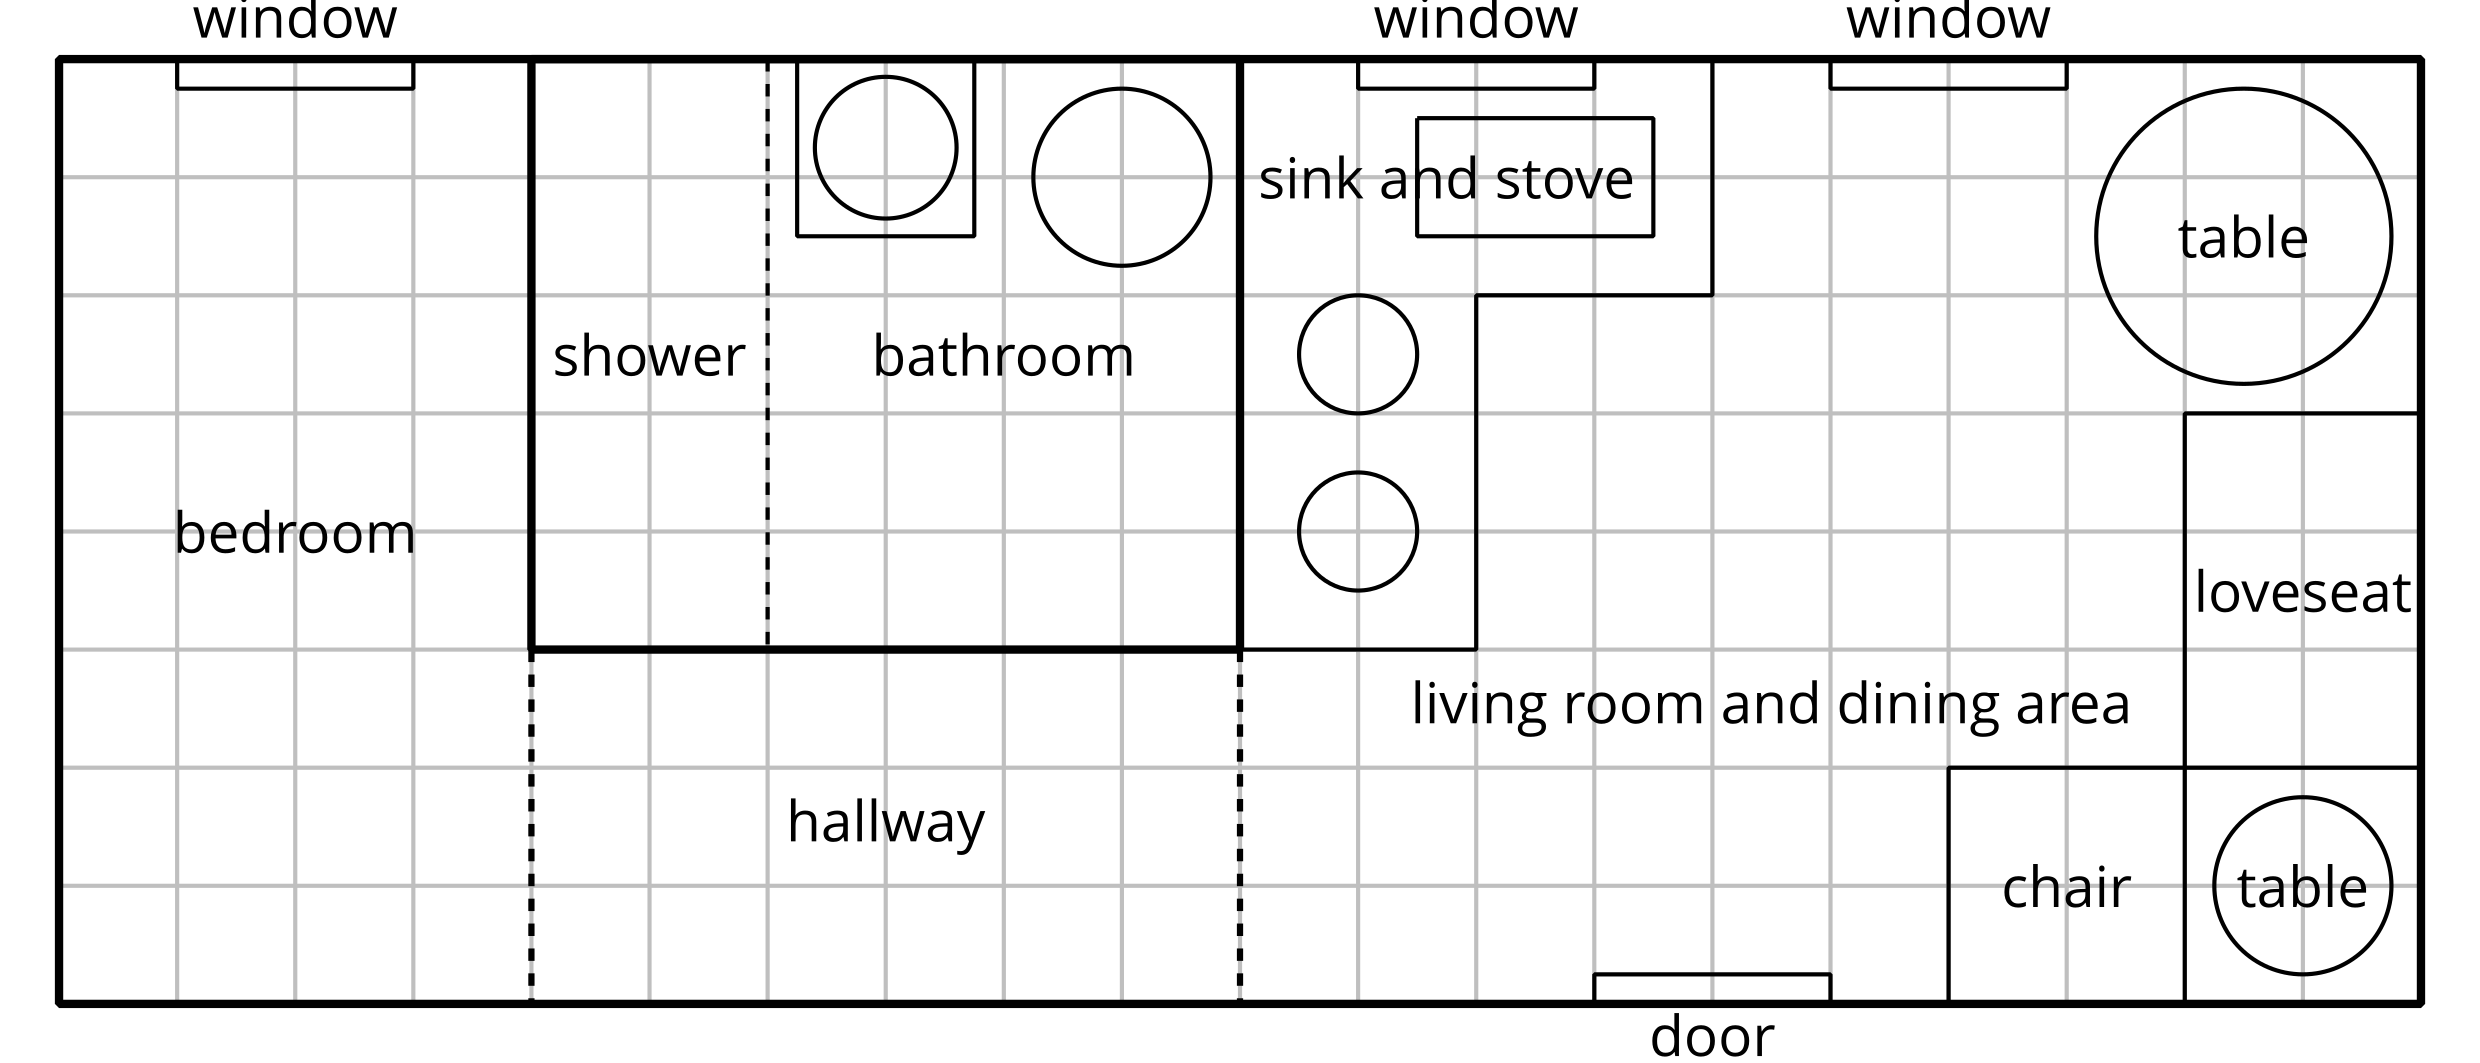 window
window
window
sink and stove
table
shower
bathroom
bedroom
loveseat
living room and dining area
hallway
chair
table
door